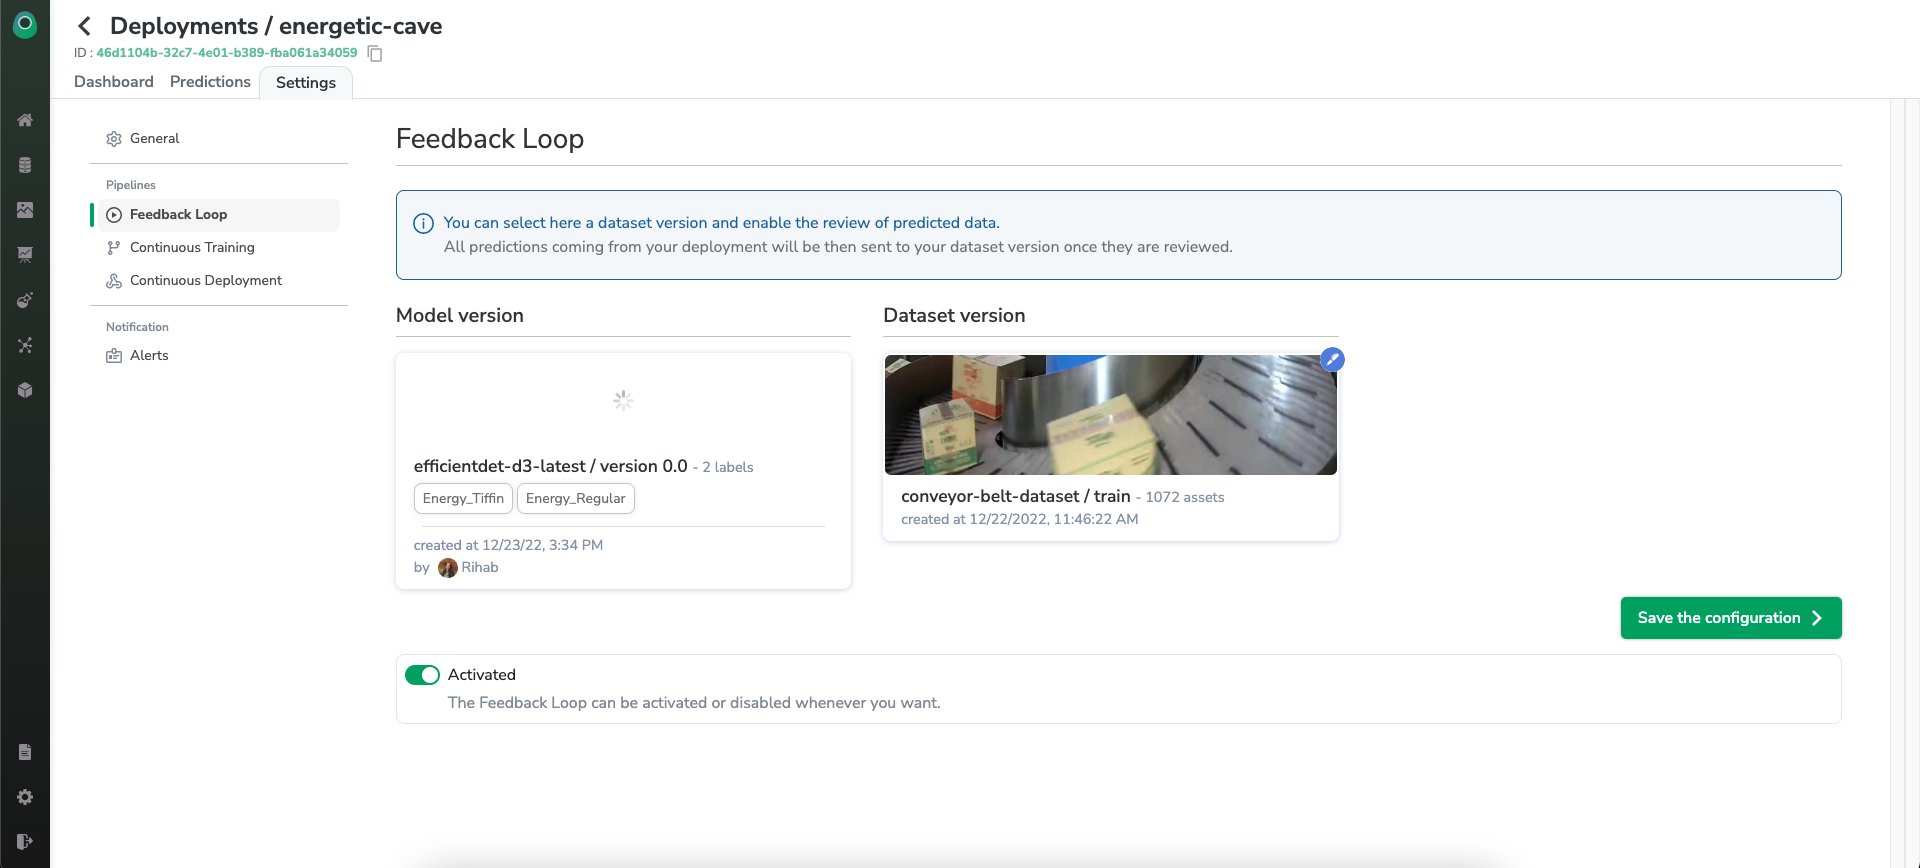 Deployments / energetic-cave
ID : 46d1104b-32c7-4e01-b389-fba061a34059
Dashboard Predictions Settings
General
Pipelines
Feedback Loop
Continuous Training
Continuous Deployment
Notification
Alerts
Feedback Loop
You can select here a dataset version and enable the review of predicted data.
All predictions coming from your deployment will be then sent to your dataset version once they are reviewed.
Model version
efficientdet-d3-latest / version 0.0 - 2 labels
Energy_Tiffin Energy_Regular
created at 12/23/22, 3:34 PM
by Rihab
Dataset version
conveyor-belt-dataset / train - 1072 assets
created at 12/22/2022, 11:46:22 AM
Save the configuration
Activated
The Feedback Loop can be activated or disabled whenever you want.